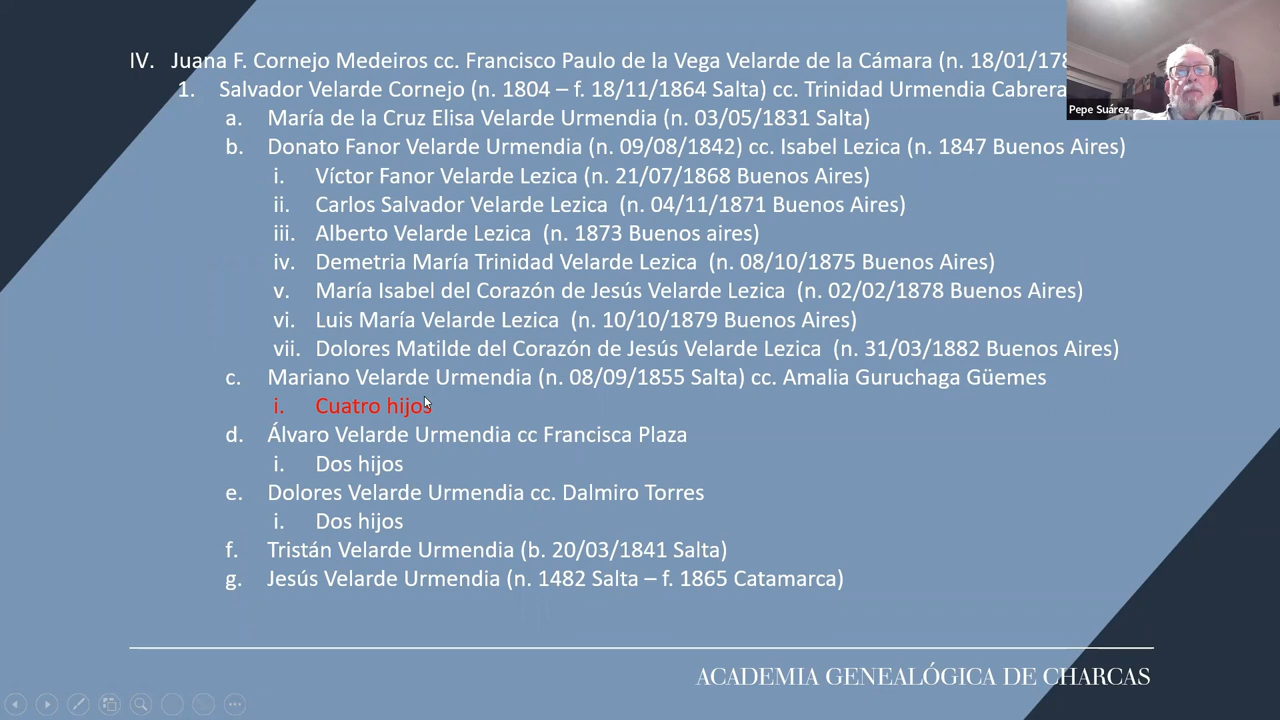 IV. Juana F. Cornejo Medeiros cc. Francisco Paulo de la Vega Velarde de la Cámara (n. 18/01/178
1. Salvador Velarde Cornejo (n. 1804 – f. 18/11/1864 Salta) cc. Trinidad Urmendia Cabrera
Pepe Suárez
a. María de la Cruz Elisa Velarde Urmendia (n. 03/05/1831 Salta)
b. Donato Fanor Velarde Urmendia (n. 09/08/1842) cc. Isabel Lezica (n. 1847 Buenos Aires)
i. Víctor Fanor Velarde Lezica (n. 21/07/1868 Buenos Aires)
ii. Carlos Salvador Velarde Lezica (n. 04/11/1871 Buenos Aires)
iii. Alberto Velarde Lezica (n. 1873 Buenos aires)
iv. Demetria María Trinidad Velarde Lezica (n. 08/10/1875 Buenos Aires)
v. María Isabel del Corazón de Jesús Velarde Lezica (n. 02/02/1878 Buenos Aires)
vi. Luis María Velarde Lezica (n. 10/10/1879 Buenos Aires)
vii. Dolores Matilde del Corazón de Jesús Velarde Lezica (n. 31/03/1882 Buenos Aires)
c. Mariano Velarde Urmendia (n. 08/09/1855 Salta) cc. Amalia Guruchaga Güemes
i. Cuatro hijos
d. Álvaro Velarde Urmendia cc Francisca Plaza
i. Dos hijos
e. Dolores Velarde Urmendia cc. Dalmiro Torres
i. Dos hijos
f. Tristán Velarde Urmendia (b. 20/03/1841 Salta)
g. Jesús Velarde Urmendia (n. 1482 Salta – f. 1865 Catamarca)
ACADEMIA GENEALÓGICA DE CHARCAS